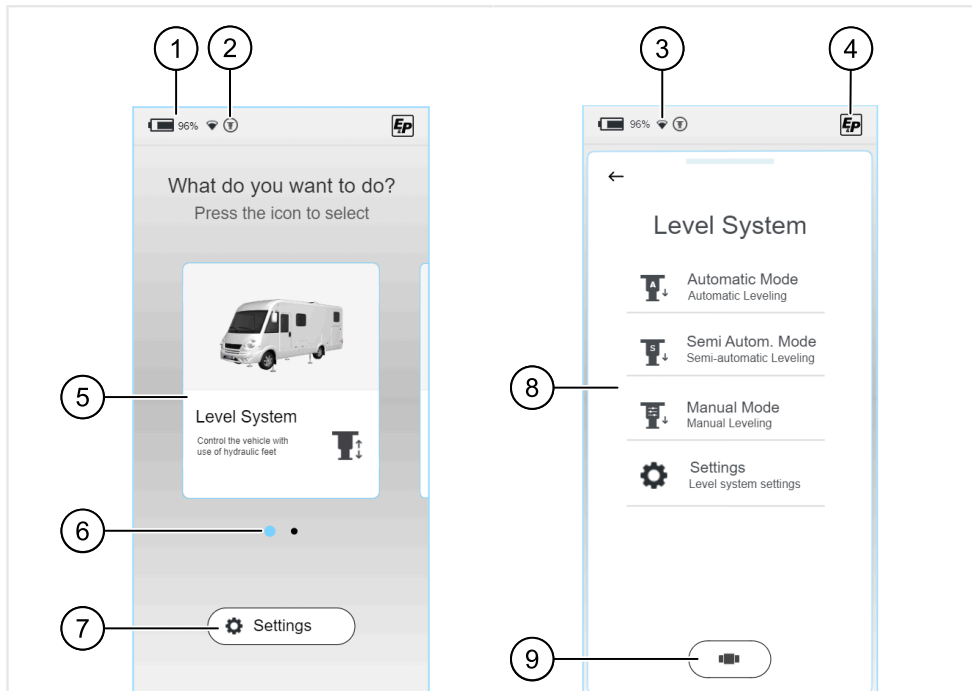 1
2
3
4
96%
E&P
96%
E&P
What do you want to do?
Press the icon to select
5
Level System
Control the vehicle with
use of hydraulic feet
6
7
Settings
Level System
A
Automatic Mode
Automatic Leveling
S
Semi Autom. Mode
Semi-automatic Leveling
8
Manual Mode
Manual Leveling
Settings
Level system settings
9